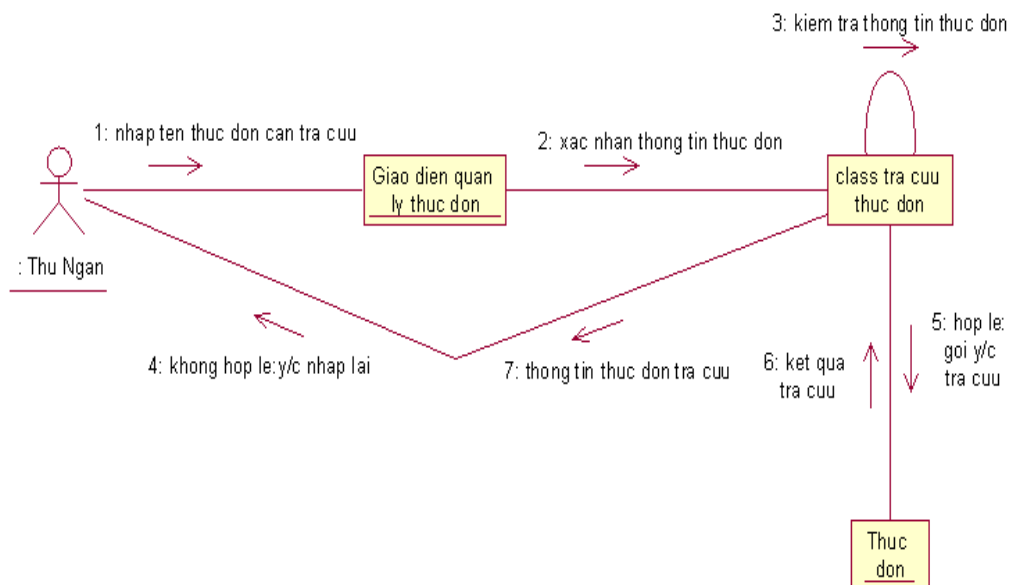 3: kiem tra thong tin thuc don
1: nhap ten thuc don can tra cuu
2: xac nhan thong tin thuc don
Giao dien quan
ly thuc don
class tra cuu
thuc don
: Thu Ngan
4: khong hop le:y/c nhap lai
7: thong tin thuc don tra cuu
6: ket qua
tra cuu
5: hop le:
goi y/c
tra cuu
Thuc
don